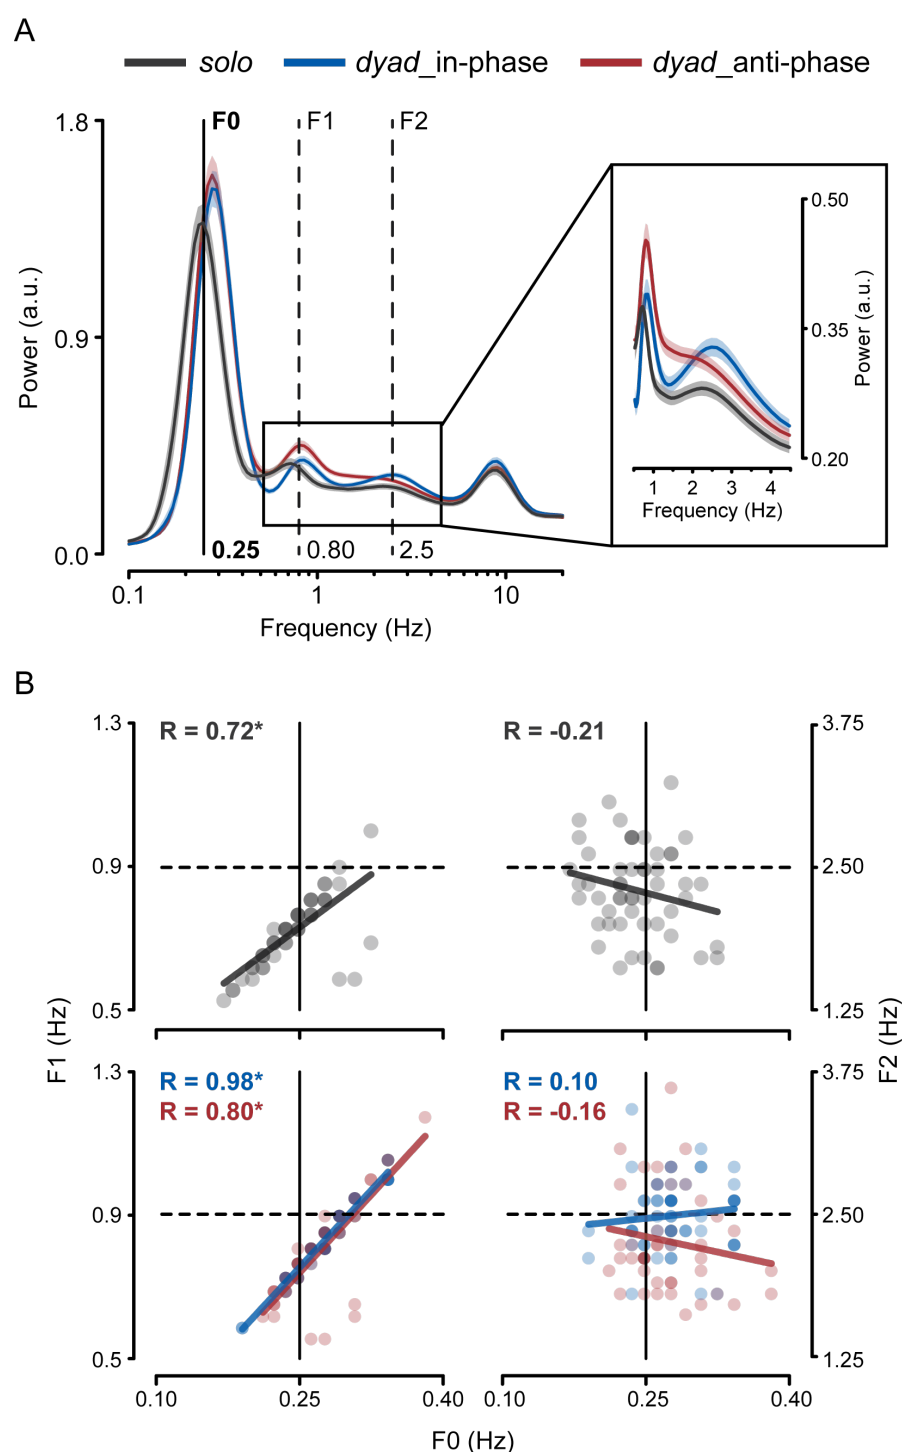 A
solo dyad_in-phase dyad_anti-phase
1.8 F0 F1 F2
0.50
0.9 0.35
Power (a.u.) Power (a.u.)
0.20
1 2 3 4
Frequency (Hz)
0.0 0.25 0.80 2.5
0.1 1 10
Frequency (Hz)
B
1.3 R = 0.72* R = -0.21 3.75
0.9 2.50
0.5 1.25
F1 (Hz) F2 (Hz)
1.3 R = 0.98* R = 0.10 3.75
R = 0.80* R = -0.16
0.9 2.50
0.5 1.25
0.10 0.25 0.40 0.10 0.25 0.40
F0 (Hz)